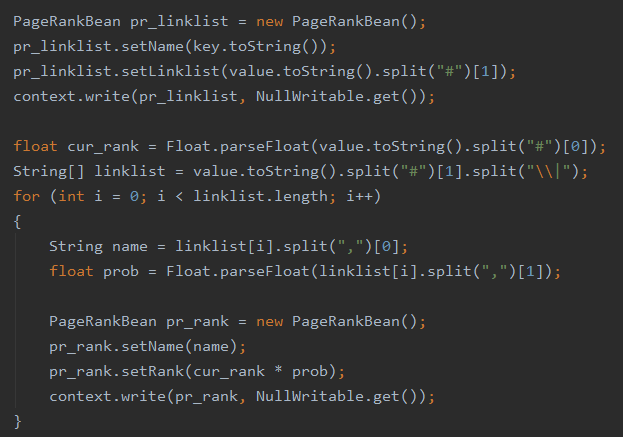 PageRankBean pr_linklist = new PageRankBean();
pr_linklist.setName(key.toString());
pr_linklist.setLinklist(value.toString().split("#")[1]);
context.write(pr_linklist, NullWritable.get());
float cur_rank = Float.parseFloat(value.toString().split("#")[0]);
String[] linklist = value.toString().split("#")[1].split("\\|");
for (int i = 0; i < linklist.length; i++)
{
    String name = linklist[i].split(",")[0];
    float prob = Float.parseFloat(linklist[i].split(",")[1]);
    PageRankBean pr_rank = new PageRankBean();
    pr_rank.setName(name);
    pr_rank.setRank(cur_rank * prob);
    context.write(pr_rank, NullWritable.get());
}